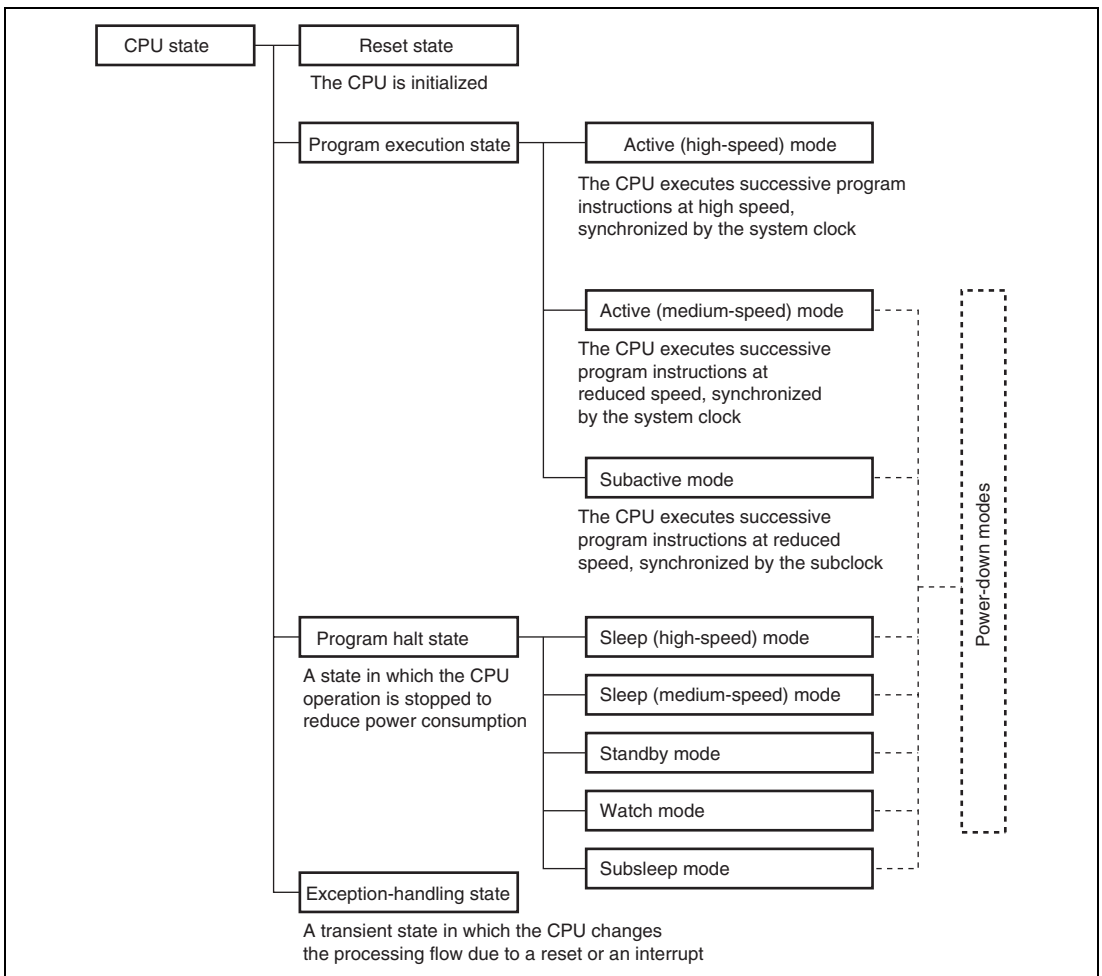 CPU state
Reset state
The CPU is initialized
Program execution state
Active (high-speed) mode
The CPU executes successive program
instructions at high speed,
synchronized by the system clock
Active (medium-speed) mode
The CPU executes successive
program instructions at
reduced speed, synchronized
by the system clock
Subactive mode
The CPU executes successive
program instructions at reduced
speed, synchronized by the subclock
Power-down modes
Program halt state
A state in which the CPU
operation is stopped to
reduce power consumption
Sleep (high-speed) mode
Sleep (medium-speed) mode
Standby mode
Watch mode
Subsleep mode
Exception-handling state
A transient state in which the CPU changes
the processing flow due to a reset or an interrupt